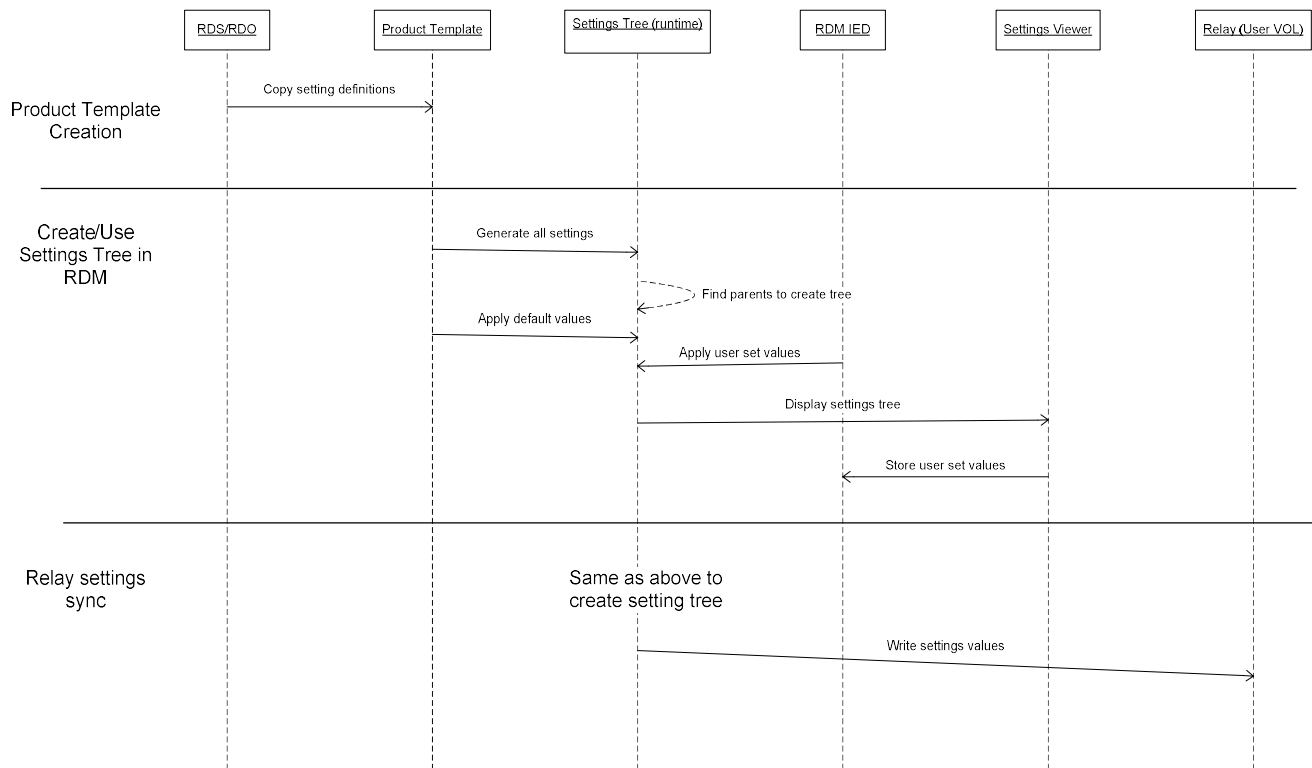 RDS/RDO
Product Template
Settings Tree (runtime)
RDM IED
Settings Viewer
Relay (User VOL)
Copy setting definitions
Product Template
Creation
Create/Use
Settings Tree in
RDM
Generate all settings
Find parents to create tree
Apply default values
Apply user set values
Display settings tree
Store user set values
Relay settings
sync
Same as above to
create setting tree
Write settings values